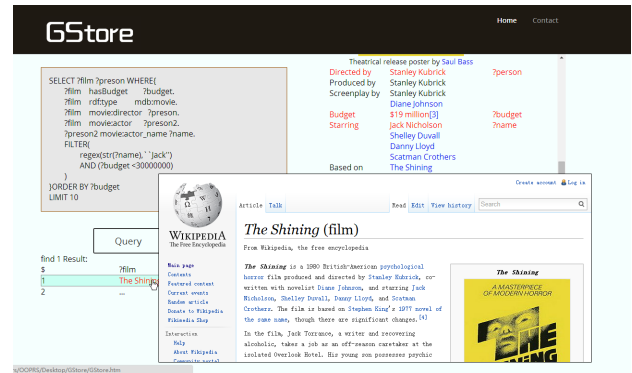 GStore
Home Contact
SELECT ?film ?preson WHERE{
?film hasBudget ?budget.
?film rdf:type mdb:movie.
?film movie:director ?person.
?film movie:actor ?person2.
?preson2 movie:actor_name ?name.
FILTER(
regex(str(?name),``Jack'')
AND (?budget <30000000)
)
}ORDER BY ?budget
LIMIT 10
Query
find 1 Result:
$ ?film
1 The Shining
2 ...
Theatrical release poster by Saul Bass
Directed by Stanley Kubrick ?person
Produced by Stanley Kubrick
Screenplay by Stanley Kubrick
Diane Johnson
Budget $19 million[3] ?budget
Starring Jack Nicholson ?name
Shelley Duvall
Danny Lloyd
Scatman Crothers
Based on The Shining
WIKIPEDIA
The Free Encyclopedia
Main page
Contents
Featured content
Current events
Random article
Donate to Wikipedia
Wikimedia Shop
Interaction
Help
About Wikipedia
Community portal
Create account Log in
Article Talk Read Edit View history Search
The Shining (film)
From Wikipedia, the free encyclopedia
The Shining is a 1980 British-American psychological
horror film produced and directed by Stanley Kubrick, co-
written with novelist Diane Johnson, and starring Jack
Nicholson, Shelley Duvall, Danny Lloyd, and Scatman
Crothers. The film is based on Stephen King's 1977 novel of
the same name, though there are significant changes.[4]
In the film, Jack Torrance, a writer and recovering
alcoholic, takes a job as an off-season caretaker at the
isolated Overlook Hotel. His young son possesses psychic
The Shining
A MASTERPIECE
OF MODERN HORROR
THE
s/OOPRS/Desktop/GStore/GStore.htm